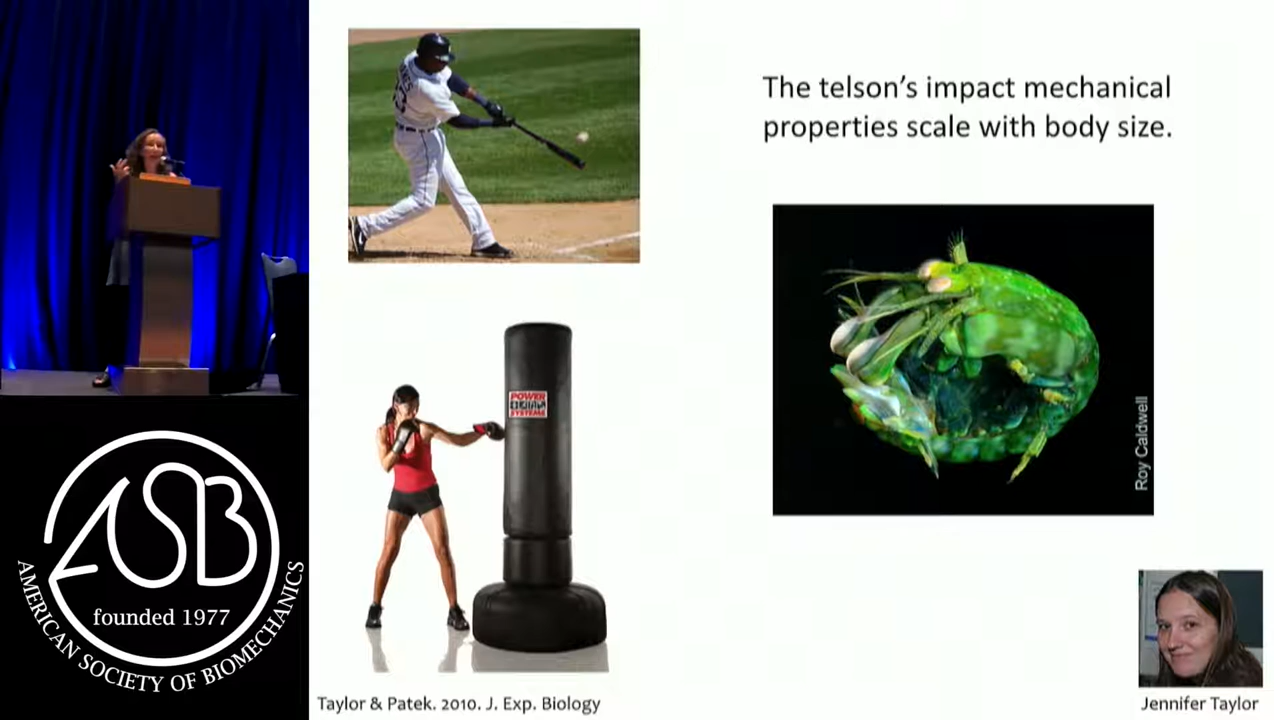 The telson's impact mechanical
properties scale with body size.
POWER
SYSTEMS
Roy Caldwell
ASB
founded 1977
AMERICAN SOCIETY OF BIOMECHANICS
Taylor & Patek. 2010. J. Exp. Biology
Jennifer Taylor